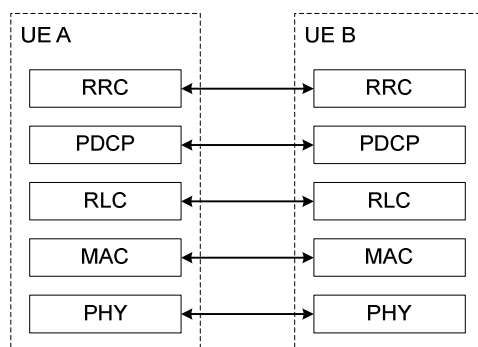 UE A UE B
RRC RRC
PDCP PDCP
RLC RLC
MAC MAC
PHY PHY